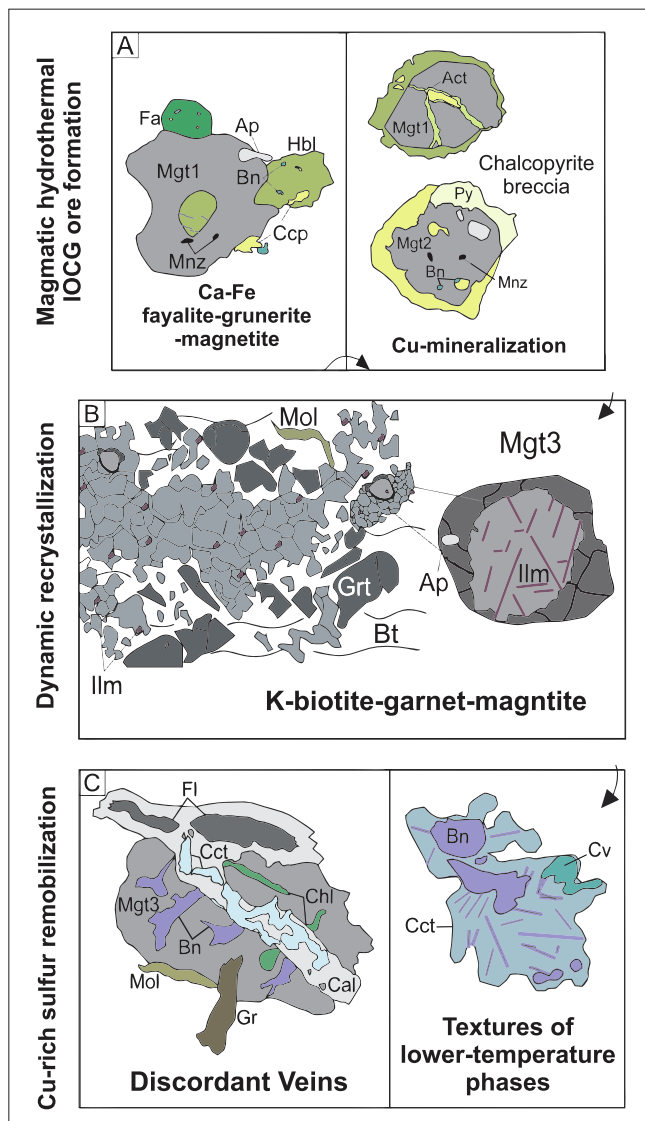 Magmatic hydrothermal
IOCG ore formation
A
Fa
Ap
Hbl
Mgt1
Bn
Ccp
Mnz
Ca-Fe
fayalite-grunerite
-magnetite
Act
Mgt1
Chalcopyrite
breccia
Py
Mgt2
Bn
Mnz
Cu-mineralization
Dynamic recrystallization
B
Mol
Mgt3
Grt
Ap
Ilm
Bt
Ilm
K-biotite-garnet-magntite
Cu-rich sulfur remobilization
C
Fl
Cct
Chl
Mgt3
Bn
Mol
Cal
Gr
Discordant Veins
Bn
Cv
Cct
Textures of
lower-temperature
phases